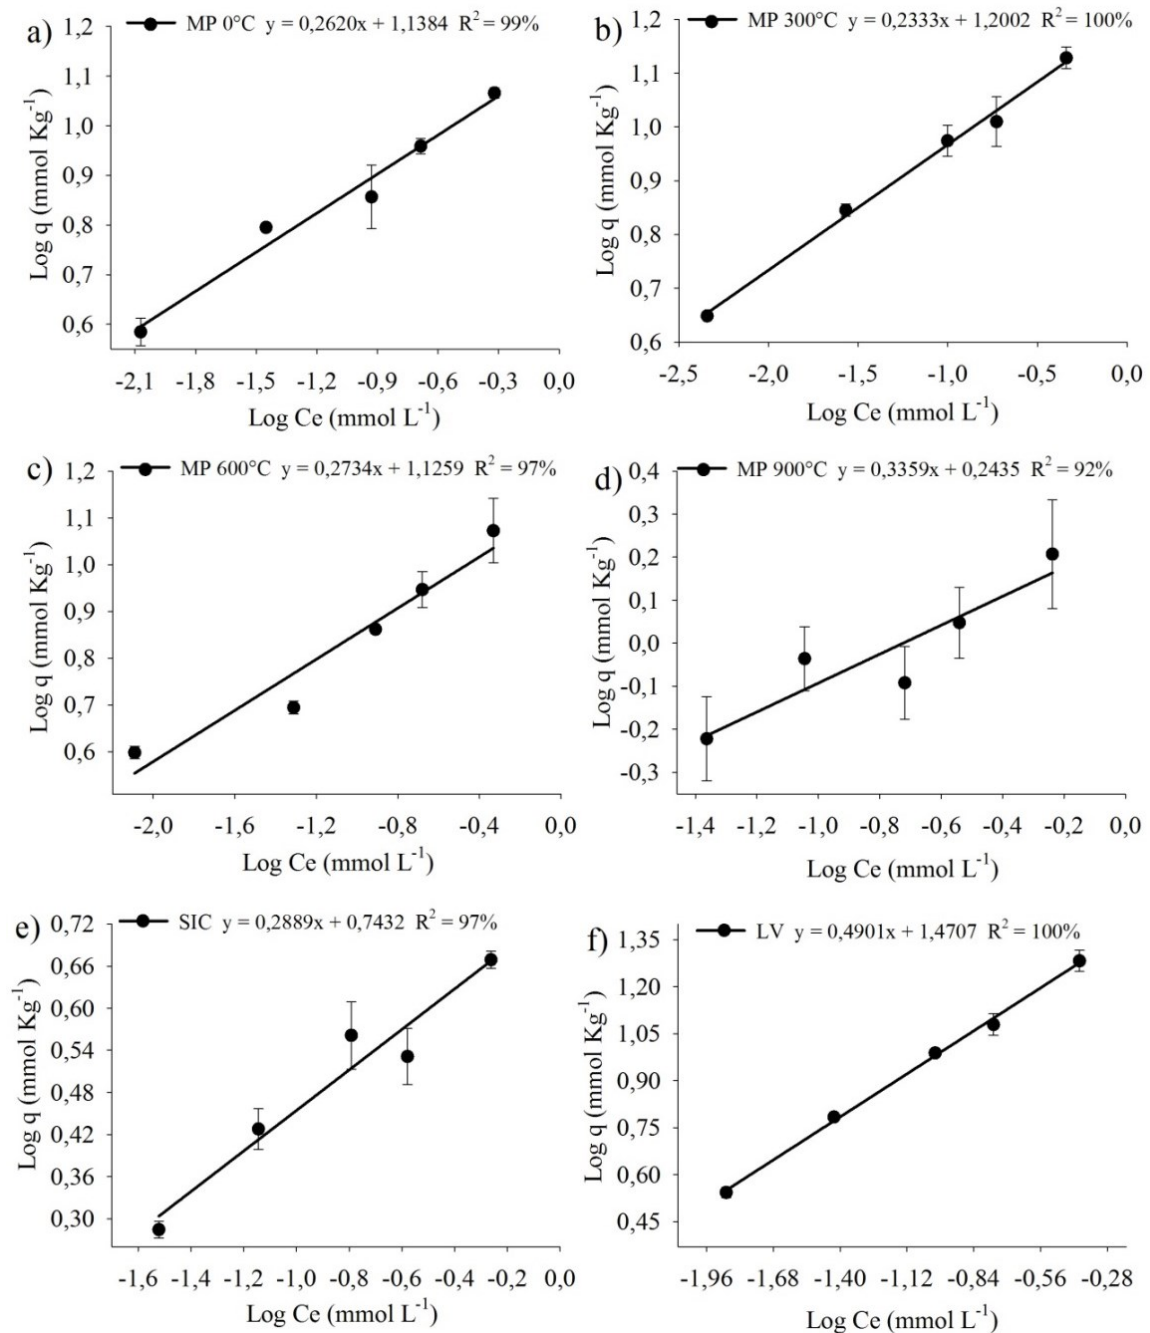 a)
MP 0°C y = 0,2620x + 1,1384 R² = 99%
1,2
1,1
1,0
0,9
0,8
0,7
0,6
Log q (mmol Kg⁻¹)
-2,1 -1,8 -1,5 -1,2 -0,9 -0,6 -0,3 0,0
Log Ce (mmol L⁻¹)
b)
MP 300°C y = 0,2333x + 1,2002 R² = 100%
1,2
1,1
1,0
0,9
0,8
0,7
0,6
Log q (mmol Kg⁻¹)
-2,5 -2,0 -1,5 -1,0 -0,5 0,0
Log Ce (mmol L⁻¹)
c)
MP 600°C y = 0,2734x + 1,1259 R² = 97%
1,2
1,1
1,0
0,9
0,8
0,7
0,6
Log q (mmol Kg⁻¹)
-2,0 -1,6 -1,2 -0,8 -0,4 0,0
Log Ce (mmol L⁻¹)
d)
MP 900°C y = 0,3359x + 0,2435 R² = 92%
0,4
0,3
0,2
0,1
0,0
-0,1
-0,2
-0,3
Log q (mmol Kg⁻¹)
-1,4 -1,2 -1,0 -0,8 -0,6 -0,4 -0,2 0,0
Log Ce (mmol L⁻¹)
e)
SIC y = 0,2889x + 0,7432 R² = 97%
0,72
0,66
0,60
0,54
0,48
0,42
0,36
0,30
Log q (mmol Kg⁻¹)
-1,6 -1,4 -1,2 -1,0 -0,8 -0,6 -0,4 -0,2 0,0
Log Ce (mmol L⁻¹)
f)
LV y = 0,4901x + 1,4707 R² = 100%
1,35
1,20
1,05
0,90
0,75
0,60
0,45
Log q (mmol Kg⁻¹)
-1,96 -1,68 -1,40 -1,12 -0,84 -0,56 -0,28
Log Ce (mmol L⁻¹)